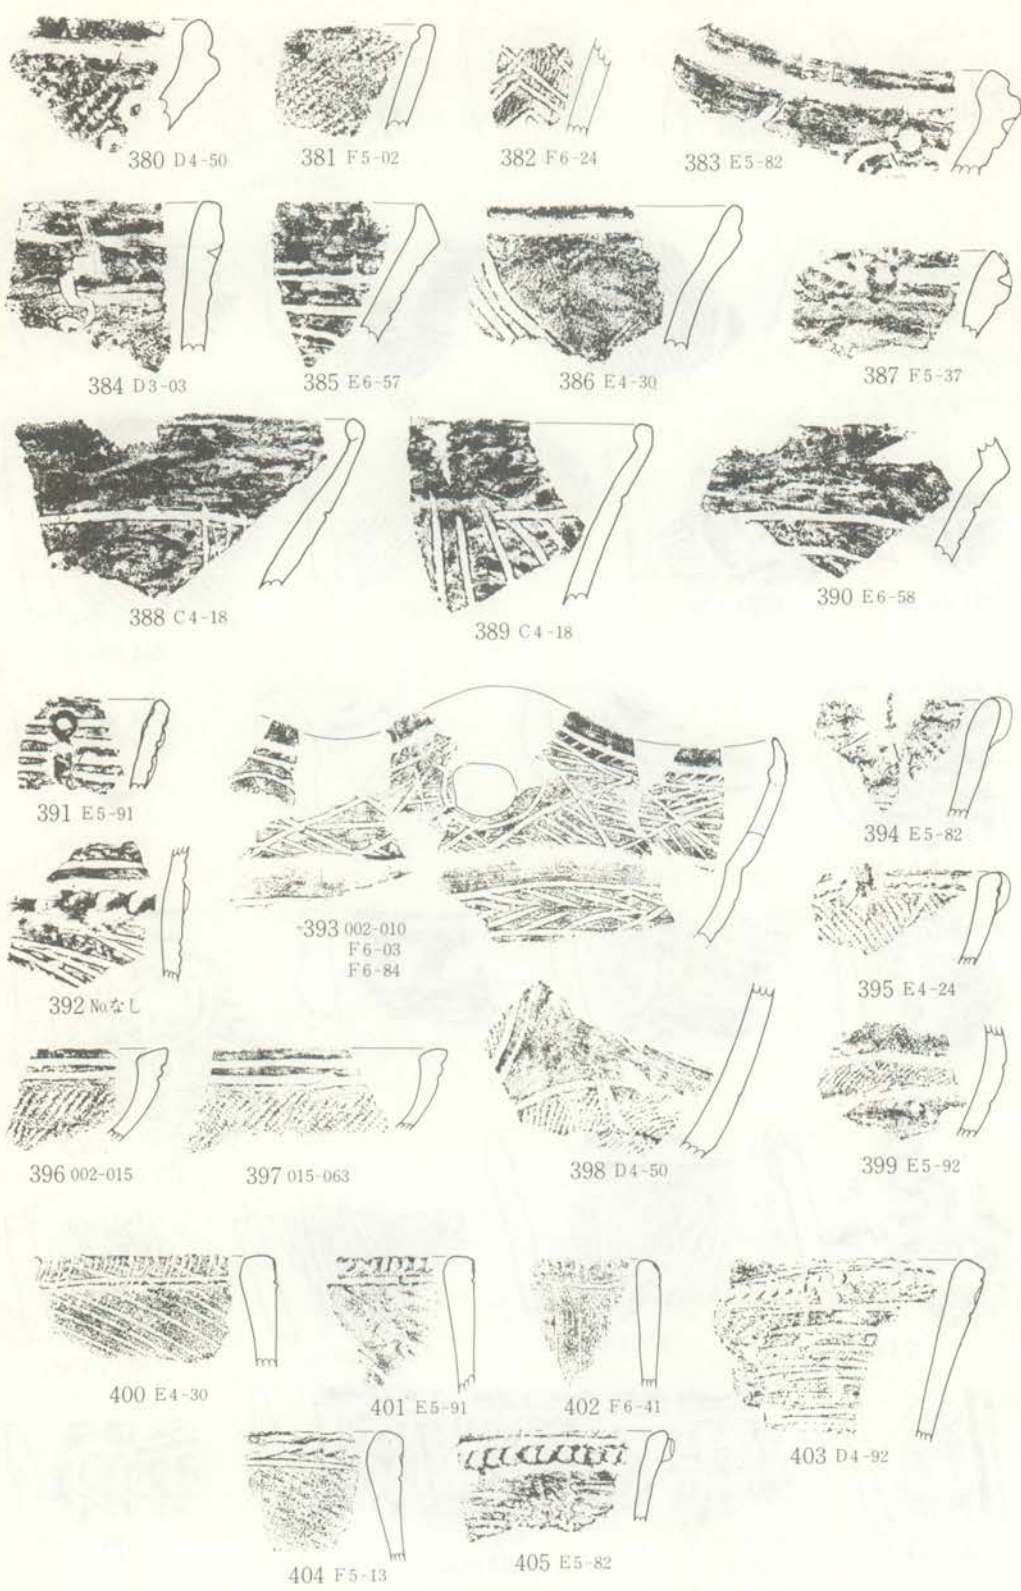 380 D4-50
381 F5-02
382 F6-24
383 E5-82
384 D3-03
385 E6-57
386 E4-30
387 F5-37
388 C4-18
389 C4-18
390 E6-58
391 E5-91
392 No.なし
393 002-010
F6-03
F6-84
394 E5-82
395 E4-24
396 002-015
397 015-063
398 D4-50
399 E5-92
400 E4-30
401 E5-91
402 F6-41
403 D4-92
404 F5-13
405 E5-82